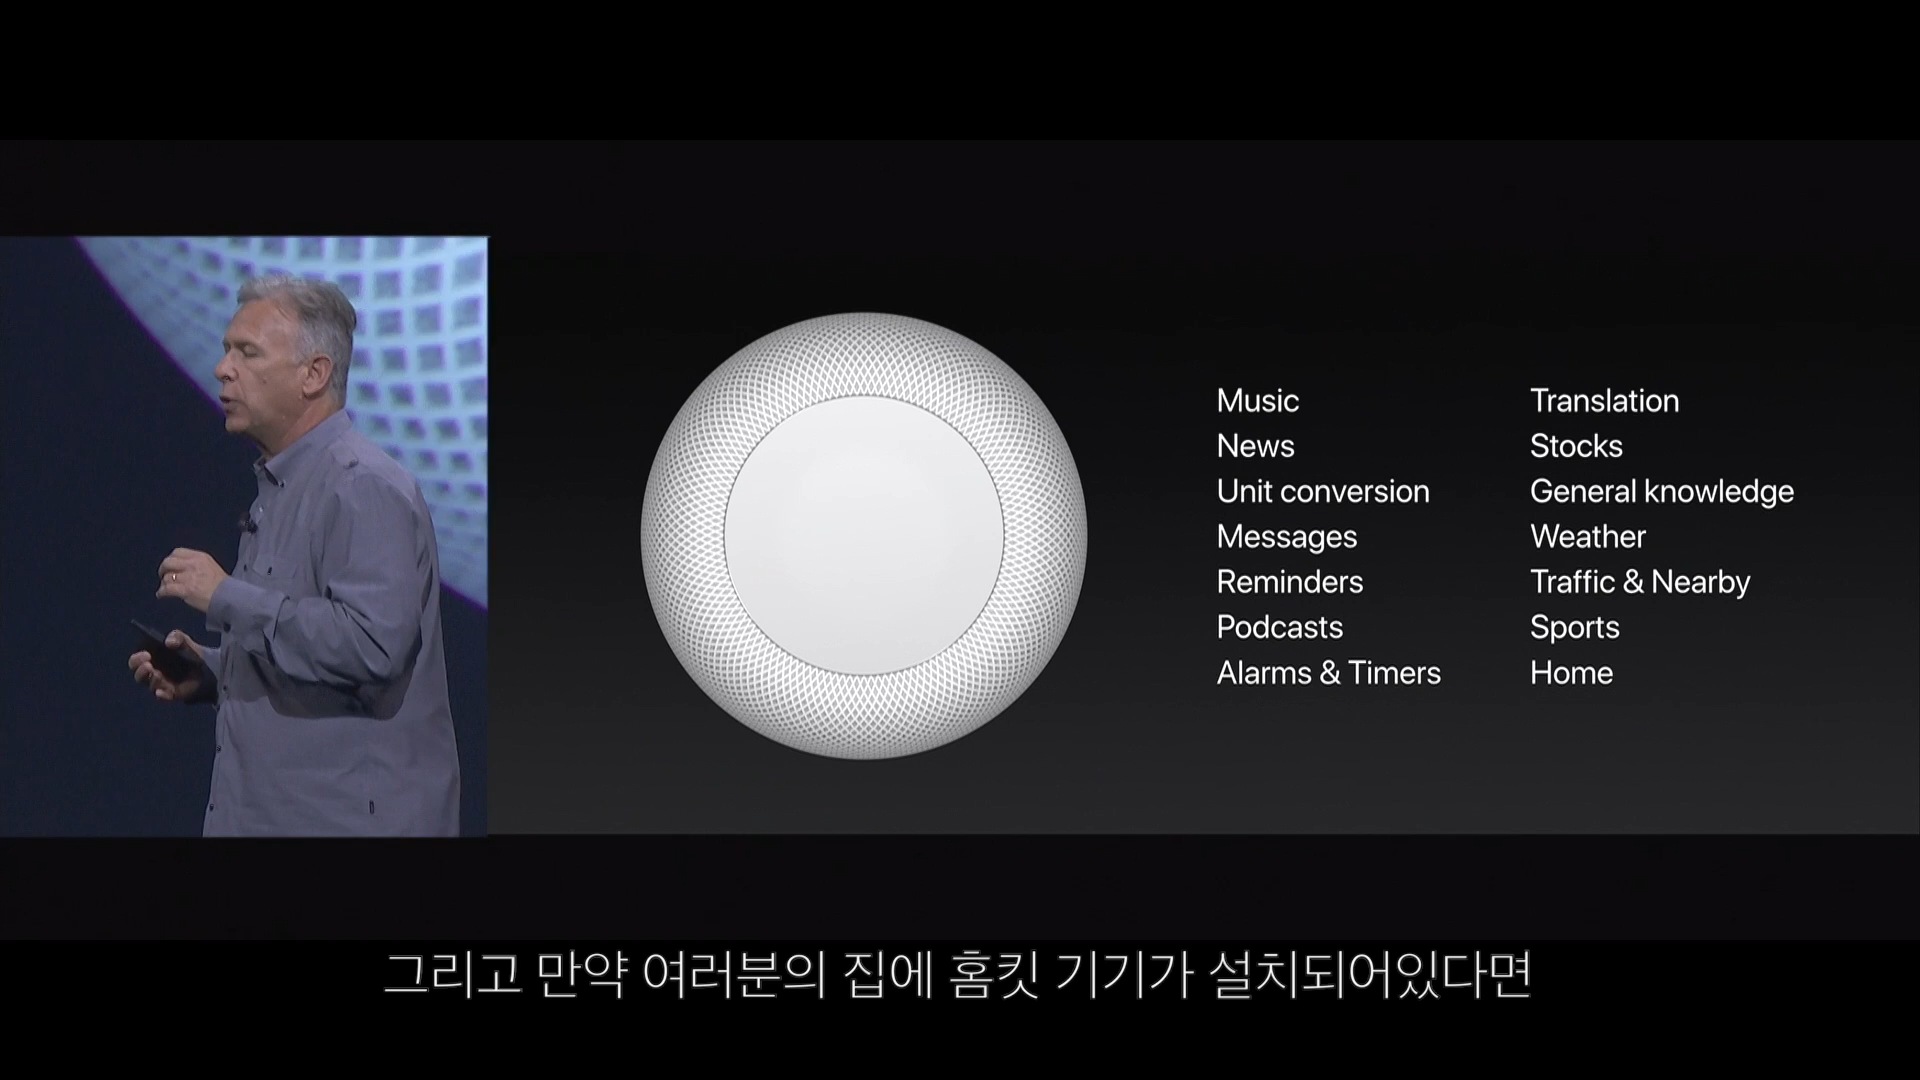 Music
News
Unit conversion
Messages
Reminders
Podcasts
Alarms & Timers
Translation
Stocks
General knowledge
Weather
Traffic & Nearby
Sports
Home
그리고 만약 여러분의 집에 홈킷 기기가 설치되어있다면